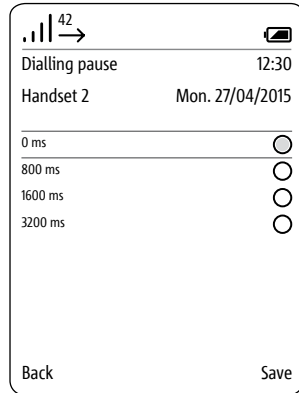 42
Dialling pause 12:30
Handset 2 Mon. 27/04/2015
0 ms
800 ms
1600 ms
3200 ms
Back Save